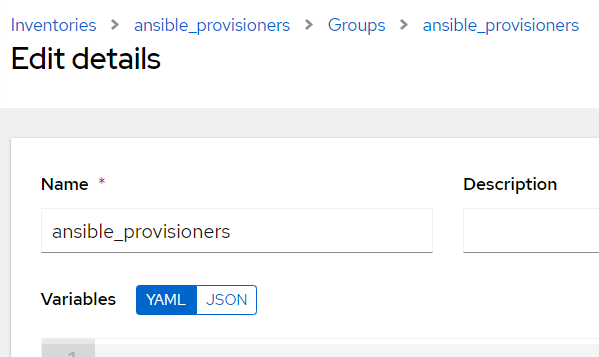 Inventories > ansible_provisioners > Groups > ansible_provisioners
Edit details
Name * Description
ansible_provisioners
Variables YAML JSON
1